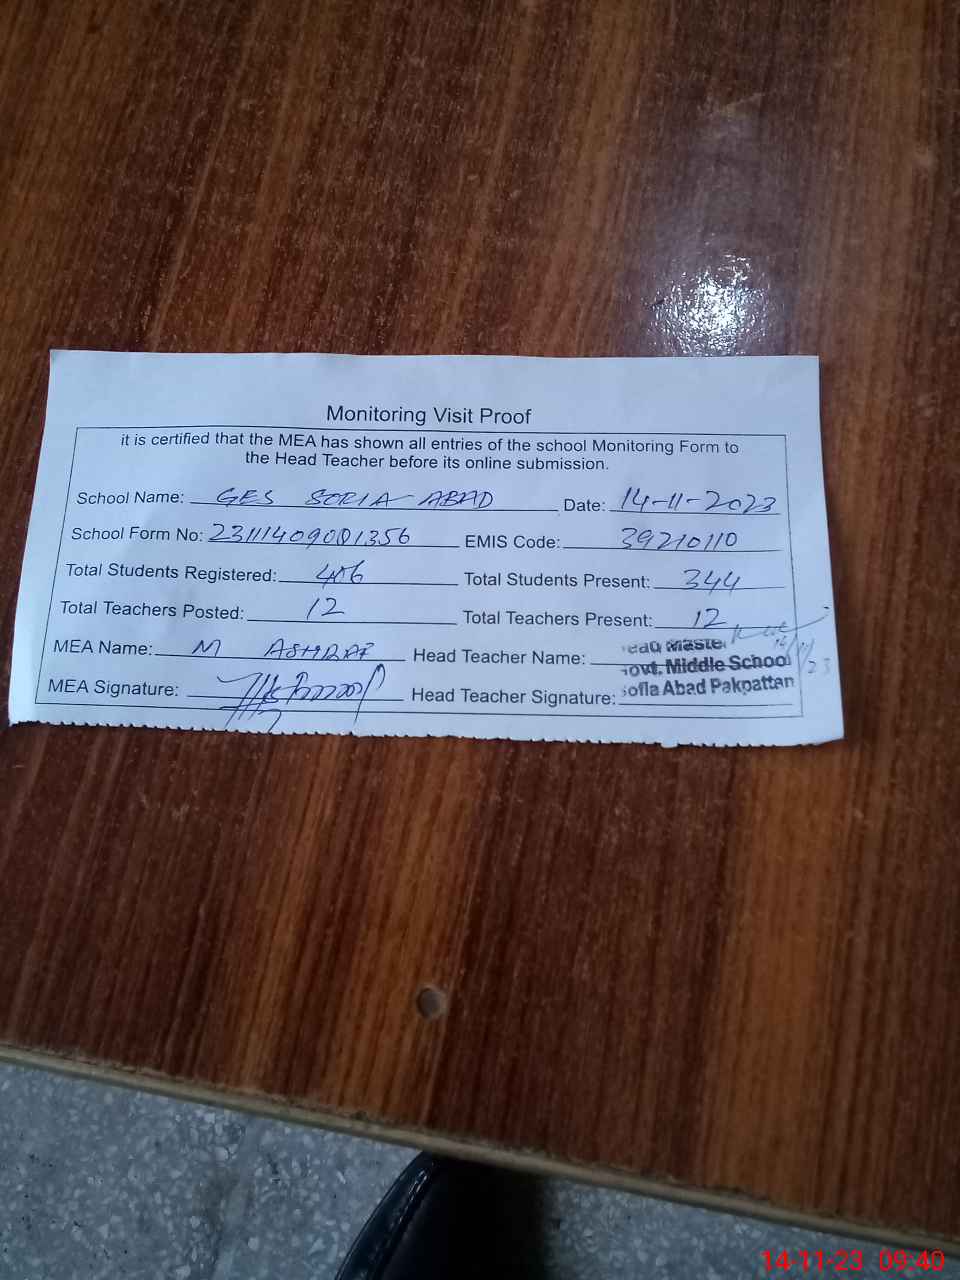 Monitoring Visit Proof
it is certified that the MEA has shown all entries of the school Monitoring Form to
the Head Teacher before its online submission.
School Name: GES SORIA ABAD Date: 14-11-2023
School Form No: EMIS Code: 39210110
Total Students Registered: Total Students Present: 344
Total Teachers Posted: 12 Total Teachers Present: 12
MEA Name: M ASHRAF Head Teacher Name:
Govt. Middle School
MEA Signature: Head Teacher Signature:
Sofia Abad Pakpattan
14-11-23 09:40